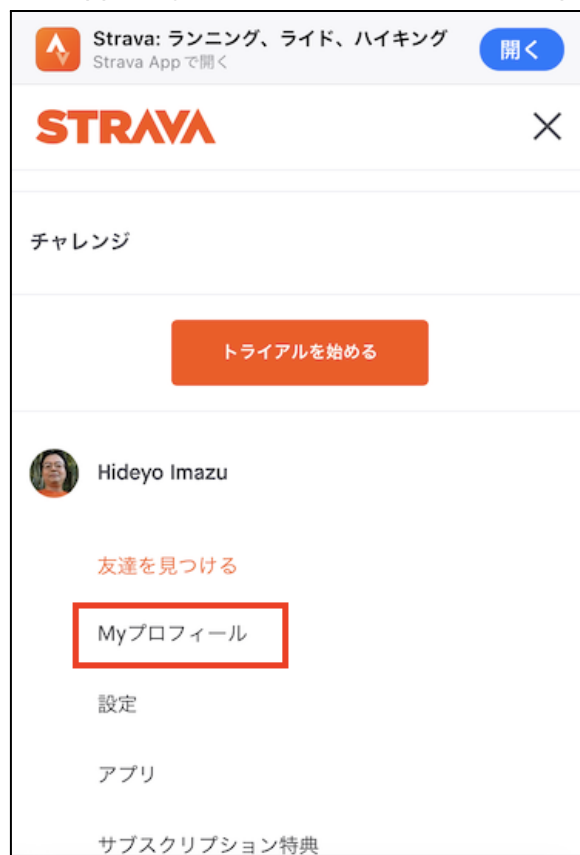 Strava: ランニング、ライド、ハイキング
Strava App で開く
開く
STRAVA
チャレンジ
トライアルを始める
Hideyo Imazu
友達を見つける
Myプロフィール
設定
アプリ
サブスクリプション特典